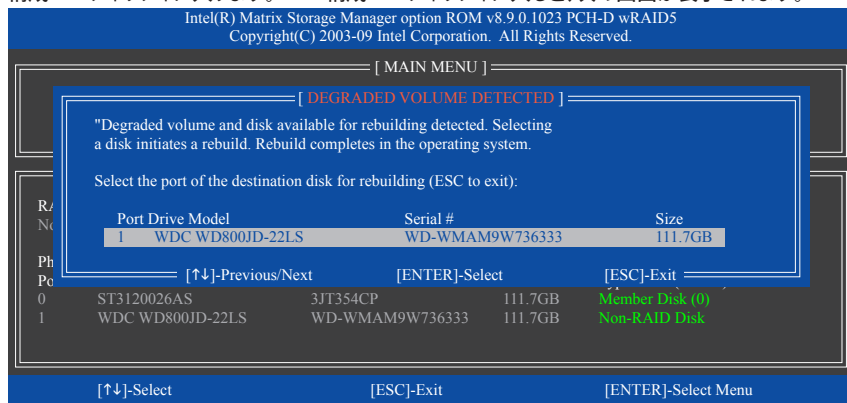 Intel(R) Matrix Storage Manager option ROM v8.9.0.1023 PCH-D wRAID5
Copyright(C) 2003-09 Intel Corporation. All Rights Reserved.
[ MAIN MENU ]
[ DEGRADED VOLUME DETECTED ]
"Degraded volume and disk available for rebuilding detected. Selecting
a disk initiates a rebuild. Rebuild completes in the operating system.
Select the port of the destination disk for rebuilding (ESC to exit):
Port Drive Model Serial # Size
1 WDC WD800JD-22LS WD-WMAM9W736333 111.7GB
[↑↓]-Previous/Next [ENTER]-Select [ESC]-Exit
0 ST3120026AS 3JT354CP 111.7GB Member Disk (0)
1 WDC WD800JD-22LS WD-WMAM9W736333 111.7GB Non-RAID Disk
[↑↓]-Select [ESC]-Exit [ENTER]-Select Menu